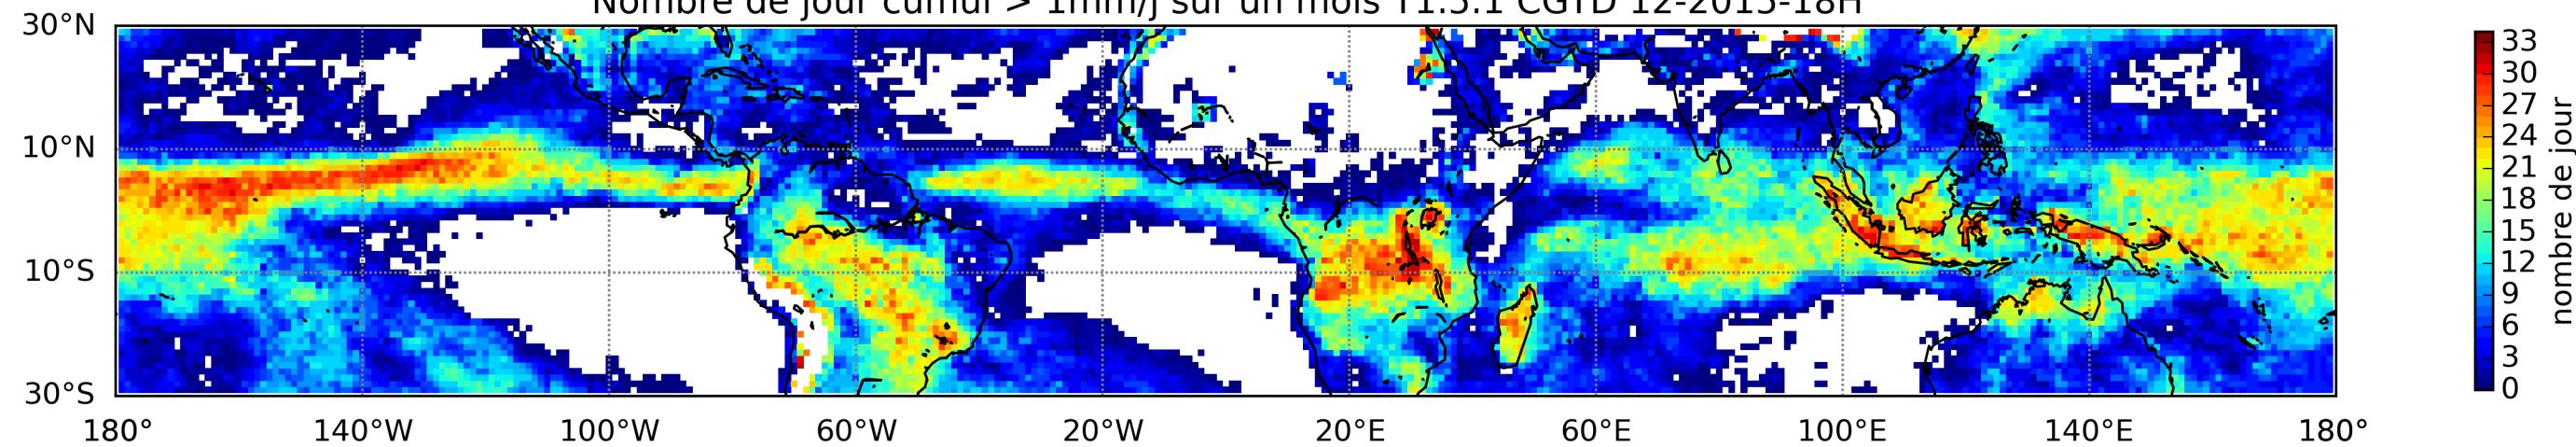 Nombre de jour cumul > 1mm/j sur un mois T1.5.1 CGTD 12-2015-18H
30°N
10°N
10°S
30°S
180° 140°W 100°W 60°W 20°W 20°E 60°E 100°E 140°E 180°
33
30
27
24
21
18
15
12
9
6
3
0
nombre de jour